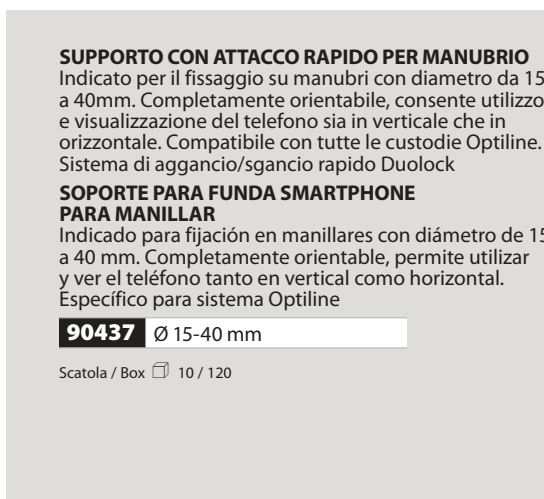 SUPPORTO CON ATTACCO RAPIDO PER MANUBRIO
Indicato per il fissaggio su manubri con diametro da 15
a 40mm. Completamente orientabile, consente utilizzo
e visualizzazione del telefono sia in verticale che in
orizzontale. Compatibile con tutte le custodie Optiline.
Sistema di aggancio/sgancio rapido Duolock
SOPORTE PARA FUNDA SMARTPHONE
PARA MANILLAR
Indicado para fijación en manillares con diámetro de 15
a 40 mm. Completamente orientable, permite utilizar
y ver el teléfono tanto en vertical como horizontal.
Específico para sistema Optiline
90437 Ø 15-40 mm
Scatola / Box 10 / 120